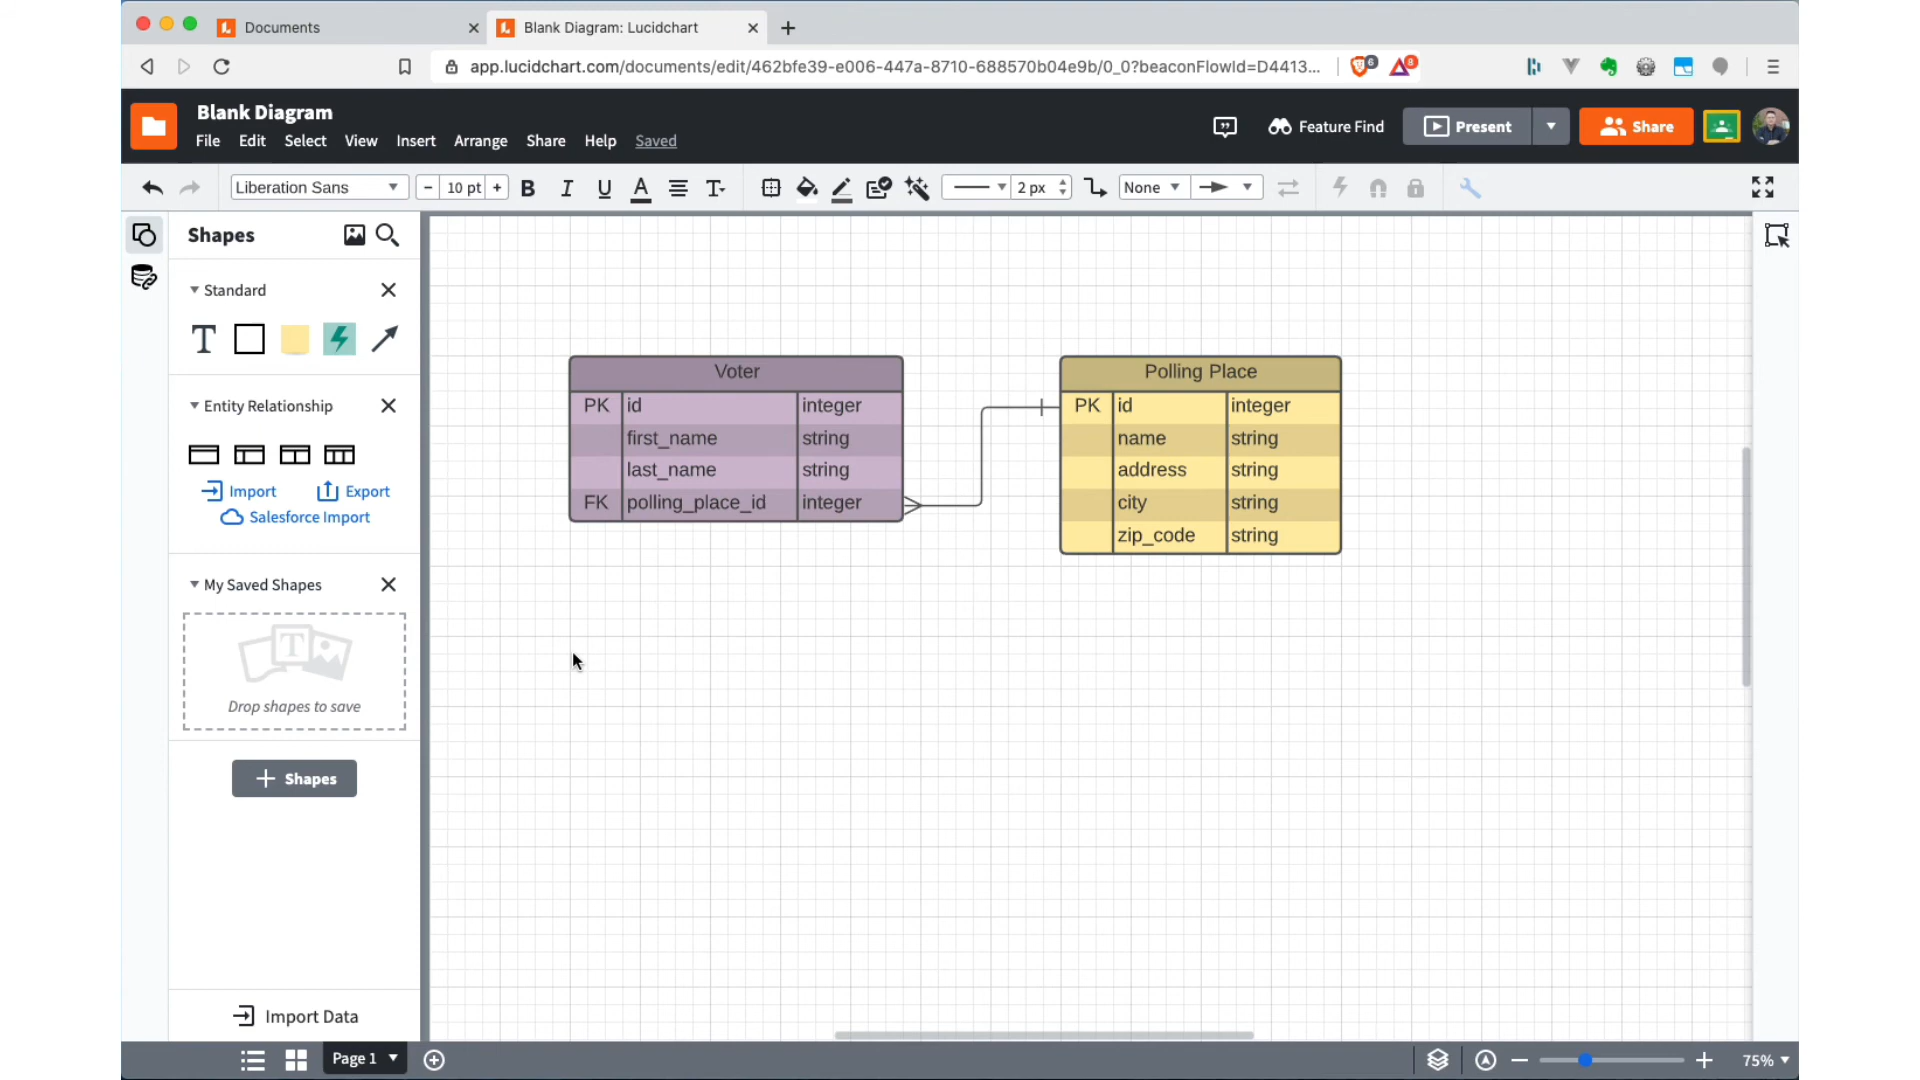 Documents
Blank Diagram: Lucidchart
app.lucidchart.com/documents/edit/462bfe39-e006-447a-8710-688570b04e9b/0_0?beaconFlowId=D4413...
6
8
Blank Diagram
File Edit Select View Insert Arrange Share Help Saved
Feature Find
Present
Share
Liberation Sans
- 10 pt +
B I U A T
2 px
None
Shapes
Standard
T
Entity Relationship
Import
Export
Salesforce Import
My Saved Shapes
T
Drop shapes to save
+ Shapes
Import Data
Voter
PK id integer
first_name string
last_name string
FK polling_place_id integer
Polling Place
PK id integer
name string
address string
city string
zip_code string
Page 1
75%